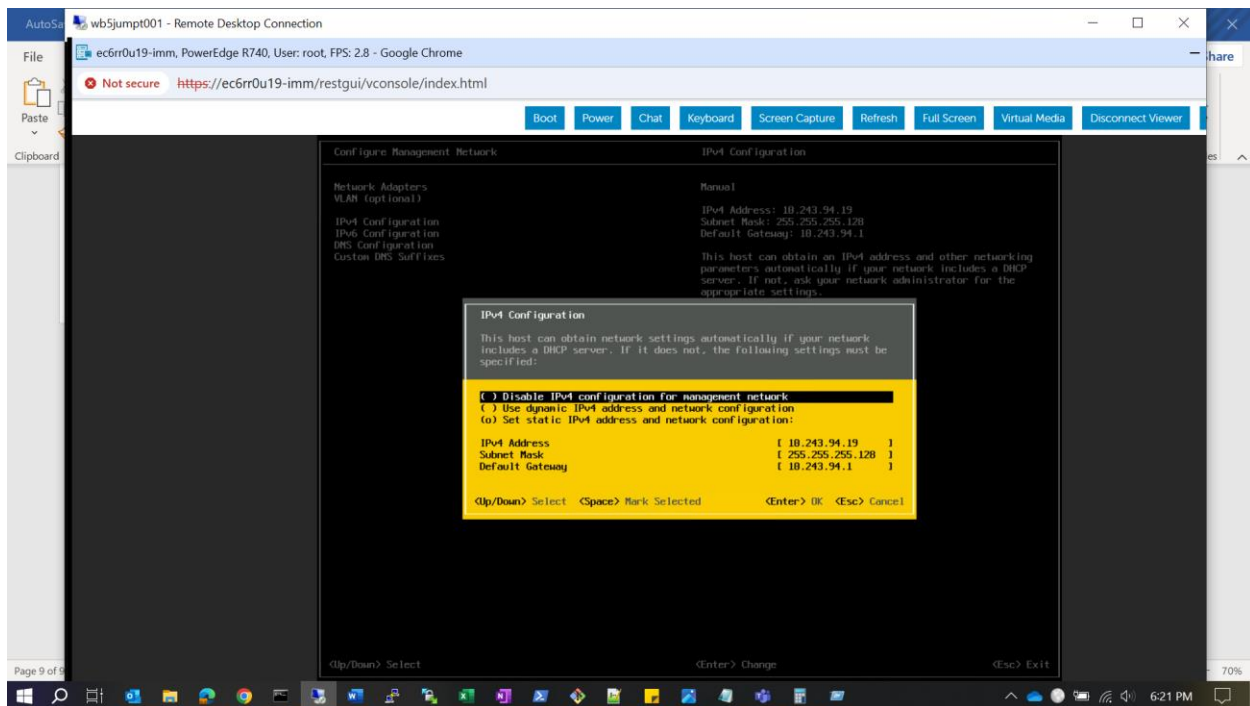 AutoSa
wb5jumpt001 - Remote Desktop Connection
File
ec6rr0u19-imm, PowerEdge R740, User: root, FPS: 2.8 - Google Chrome
hare
Not secure https://ec6rr0u19-imm/restgui/vconsole/index.html
Paste
Boot Power Chat Keyboard Screen Capture Refresh Full Screen Virtual Media Disconnect Viewer
Clipboard
es
Configure Management Network IPv4 Configuration
Network Adapters Manual
VLAN (optional)
IPv4 Address: 10.243.94.19
IPv4 Configuration Subnet Mask: 255.255.255.128
IPv6 Configuration Default Gateway: 10.243.94.1
DNS Configuration
Custom DNS Suffixes This host can obtain an IPv4 address and other networking
parameters automatically if your network includes a DHCP
server. If not, ask your network administrator for the
appropriate settings.
IPv4 Configuration
This host can obtain network settings automatically if your network
includes a DHCP server. If it does not, the following settings must be
specified:
( ) Disable IPv4 configuration for management network
( ) Use dynamic IPv4 address and network configuration
(o) Set static IPv4 address and network configuration:
IPv4 Address [ 10.243.94.19 ]
Subnet Mask [ 255.255.255.128 ]
Default Gateway [ 10.243.94.1 ]
<Up/Down> Select <Space> Mark Selected <Enter> OK <Esc> Cancel
<Up/Down> Select <Enter> Change <Esc> Exit
Page 9 of 9
70%
6:21 PM